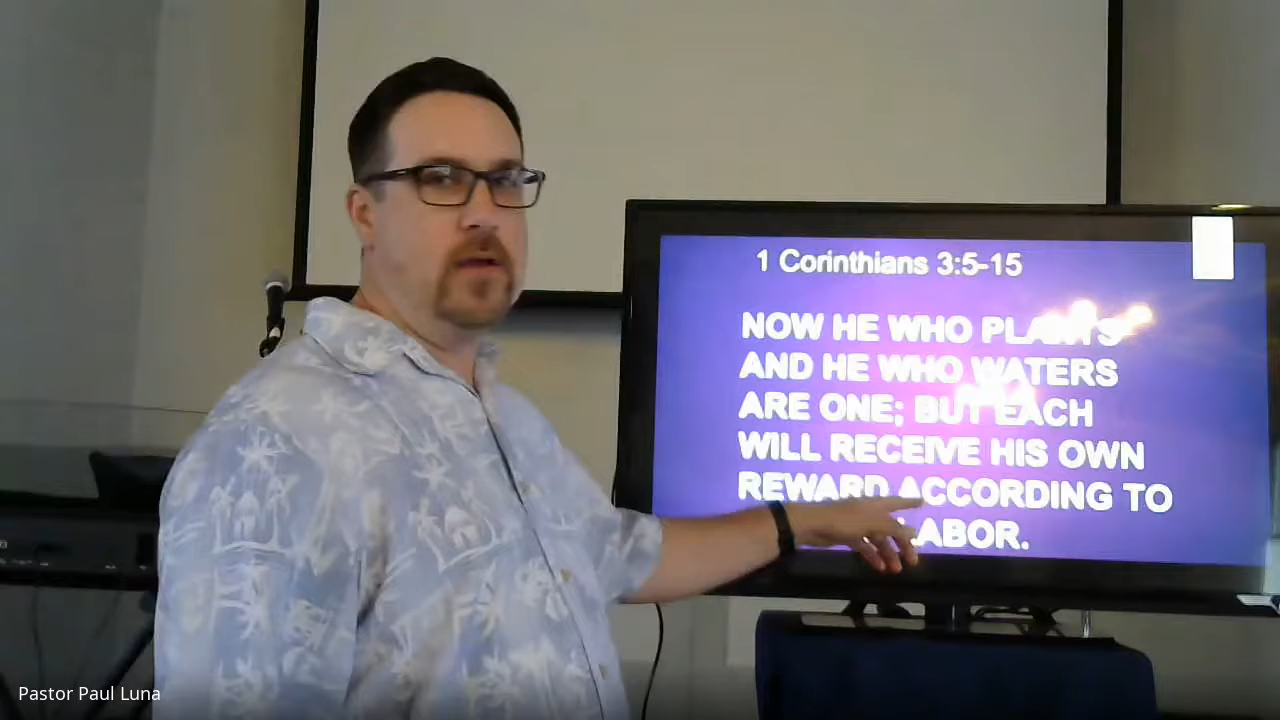 1 Corinthians 3:5-15
NOW HE WHO PLANTS
AND HE WHO WATERS
ARE ONE; BUT EACH
WILL RECEIVE HIS OWN
REWARD ACCORDING TO
LABOR.
Pastor Paul Luna